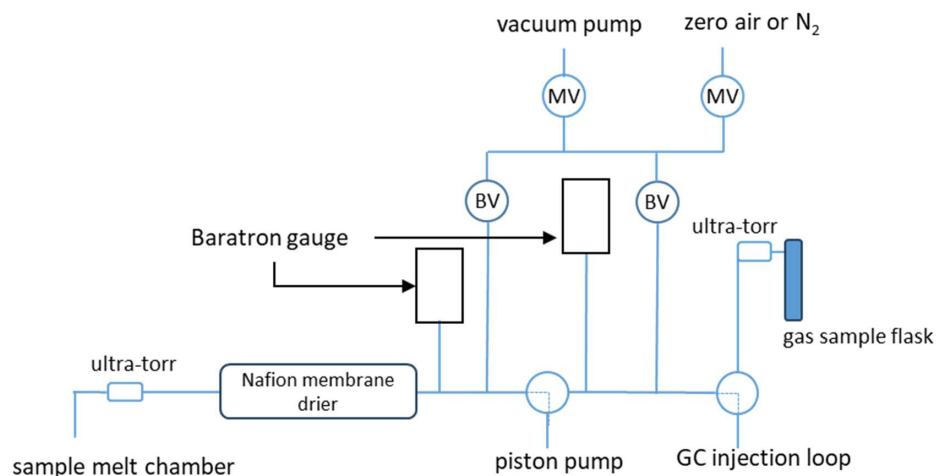 vacuum pump
zero air or N₂
MV
MV
BV
BV
ultra-torr
Baratron gauge
gas sample flask
ultra-torr
Nafion membrane
drier
sample melt chamber
piston pump
GC injection loop